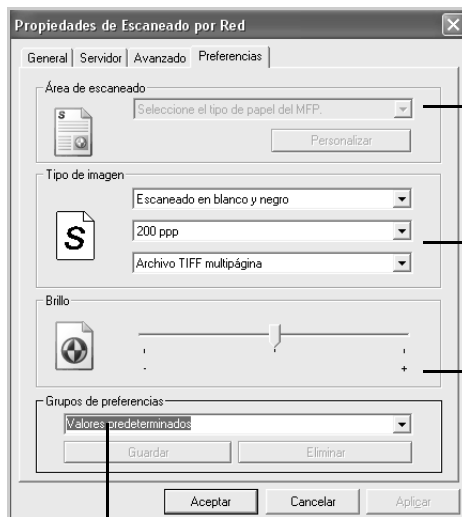 Propiedades de Escaneado por Red
General Servidor Avanzado Preferencias
Área de escaneado
Seleccione el tipo de papel del MFP.
Personalizar
Tipo de imagen
Escaneado en blanco y negro
200 ppp
Archivo TIFF multipágina
Brillo
- +
Grupos de preferencias
Valores predeterminados
Guardar Eliminar
Aceptar Cancelar Aplicar